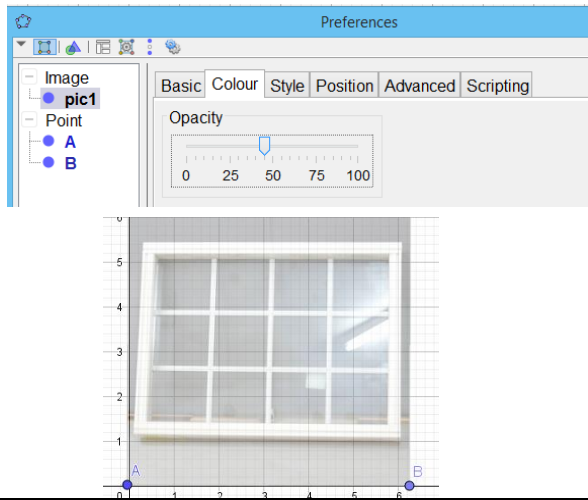 Preferences
Image
pic1
Point
A
B
Basic Colour Style Position Advanced Scripting
Opacity
0 25 50 75 100
6
5
4
3
2
1
A
B
0 1 2 3 4 5 6